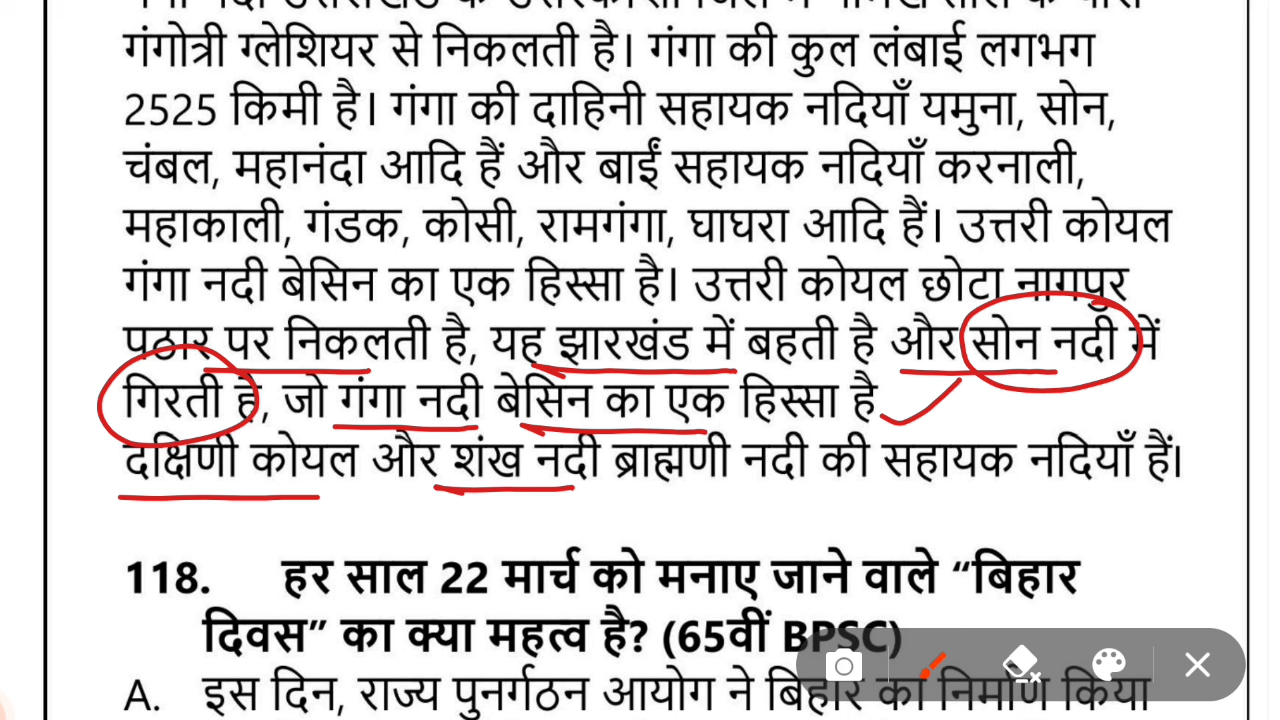 गंगोत्री ग्लेशियर से निकलती है। गंगा की कुल लंबाई लगभग
2525 किमी है। गंगा की दाहिनी सहायक नदियाँ यमुना, सोन,
चंबल, महानंदा आदि हैं और बाईं सहायक नदियाँ करनाली,
महाकाली, गंडक, कोसी, रामगंगा, घाघरा आदि हैं। उत्तरी कोयल
गंगा नदी बेसिन का एक हिस्सा है। उत्तरी कोयल छोटा नागपुर
पठार पर निकलती है, यह झारखंड में बहती है और सोन नदी में
गिरती है, जो गंगा नदी बेसिन का एक हिस्सा है
दक्षिणी कोयल और शंख नदी ब्राह्मणी नदी की सहायक नदियाँ हैं।
118. हर साल 22 मार्च को मनाए जाने वाले “बिहार
दिवस” का क्या महत्व है? (65वीं BPSC)
A. इस दिन, राज्य पुनर्गठन आयोग ने बिहार का निर्माण किया